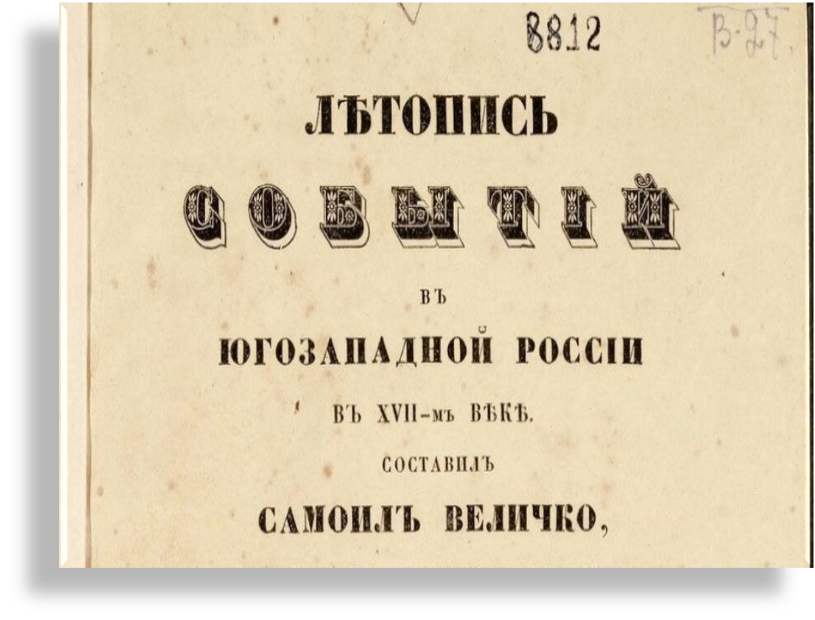 8812 В-27.
ЛѢТОПИСЬ
СОБЫТІЙ
ВЪ
ЮГОЗАПАДНОЙ РОССІИ
ВЪ XVII-мъ ВѢКѢ.
СОСТАВИЛЪ
САМОИЛЪ ВЕЛИЧКО,